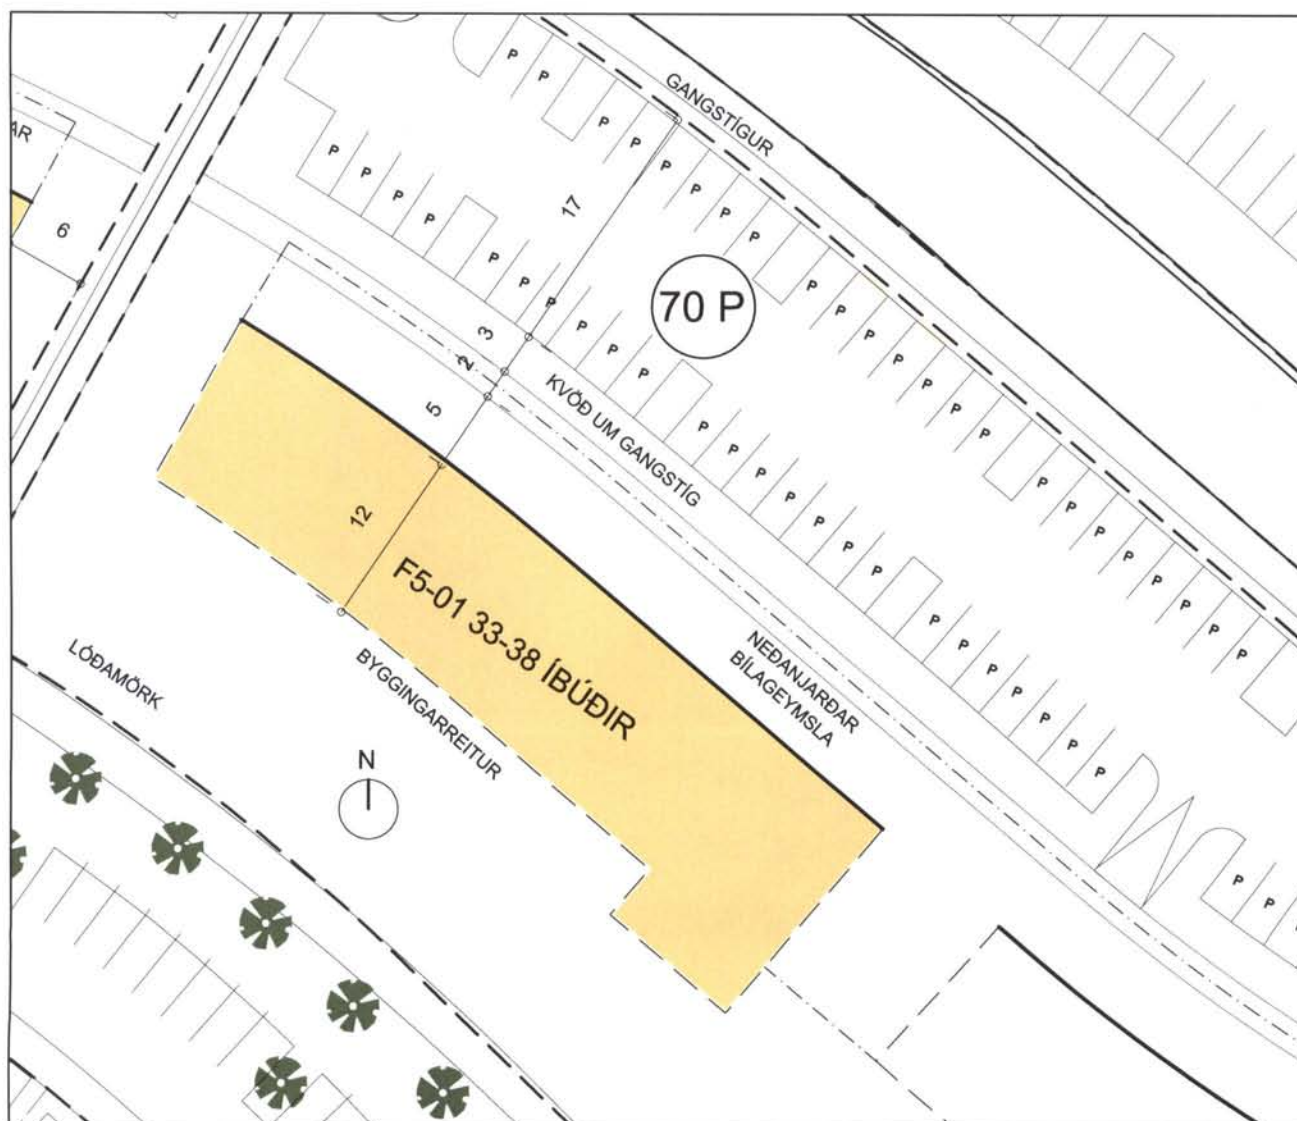 GANGSTÍGUR
AR
6
17
70 P
3
2
5
12
KVÖÐ UM GANGSTÍG
F5-01 33-38 ÍBÚÐIR
NEÐANJARÐAR
BÍLAGEYMSLA
LÓÐAMÖRK
BYGGINGARREITUR
N
P P P P P P P P P P P P P P P P P P P P
P P P P P P P P P P P P P P P P P P P P P P P P P P